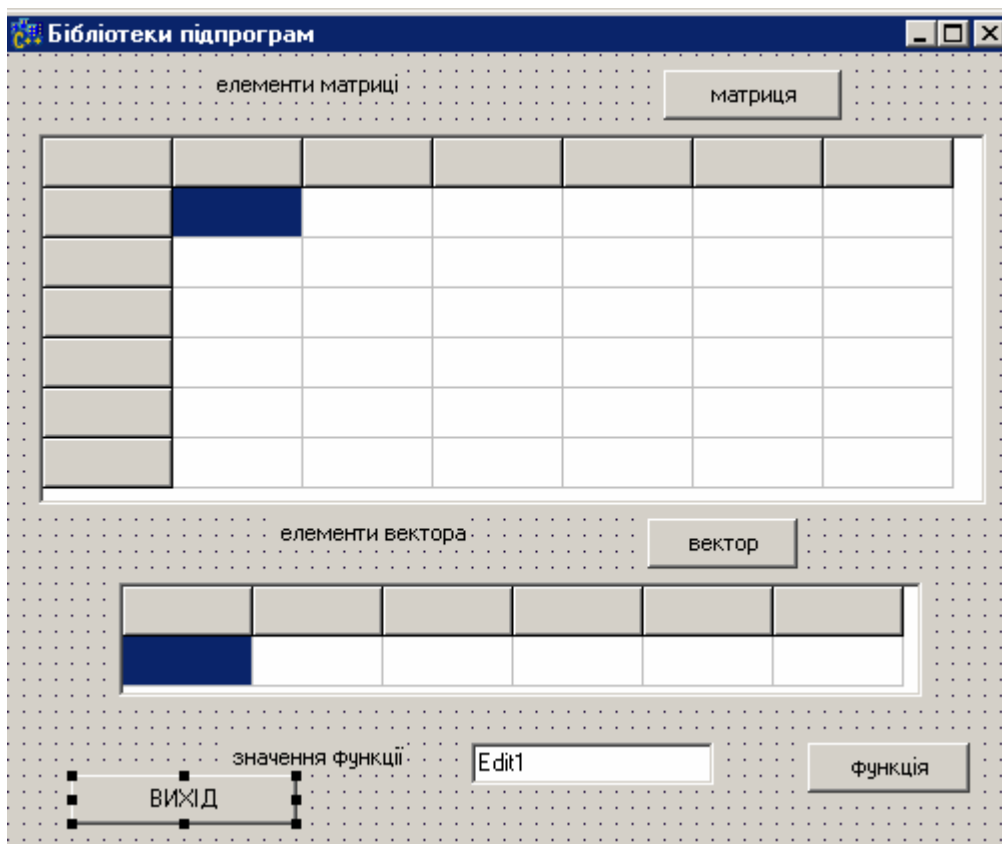 Бібліотеки підпрограм
елементи матриці
матриця
елементи вектора
вектор
значення функції
Edit1
функція
ВИХІД